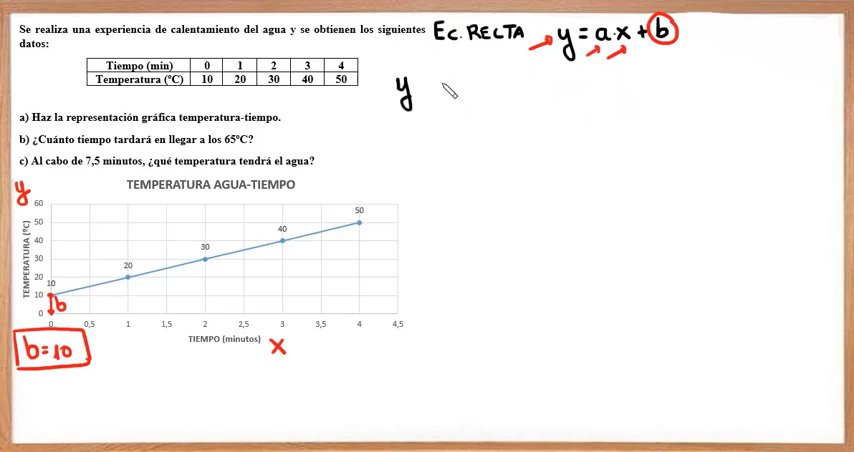 Se realiza una experiencia de calentamiento del agua y se obtienen los siguientes
datos:
Tiempo (min) 0 1 2 3 4
Temperatura (ºC) 10 20 30 40 50
a) Haz la representación gráfica temperatura-tiempo.
b) ¿Cuánto tiempo tardará en llegar a los 65ºC?
c) Al cabo de 7,5 minutos, ¿qué temperatura tendrá el agua?
EC. RECTA y = a·x + b
y
y
TEMPERATURA AGUA-TIEMPO
TEMPERATURA (ºC)
60
50
40
30
20
10
0
10
20
30
40
50
b
0 0,5 1 1,5 2 2,5 3 3,5 4 4,5
TIEMPO (minutos)
x
b=10